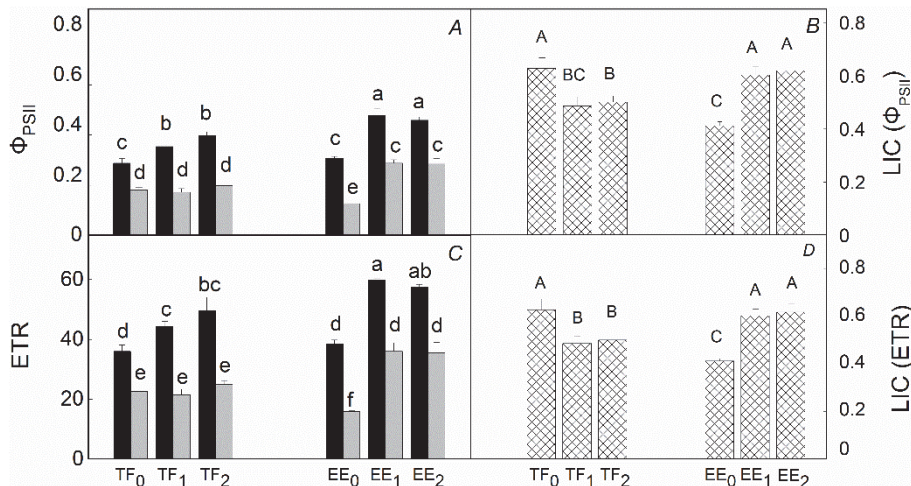 A
0.8
0.6
0.4
0.2
0
Φ_PSII
c d b d b d
c e a c a c
B
A BC B
C A A
0.8
0.6
0.4
0.2
0
LIC (Φ_PSII)
C
60
40
20
0
ETR
d e c e bc e
d f a d ab d
TF₀ TF₁ TF₂ EE₀ EE₁ EE₂
D
A B B
C A A
0.8
0.6
0.4
0.2
0
LIC (ETR)
TF₀ TF₁ TF₂ EE₀ EE₁ EE₂